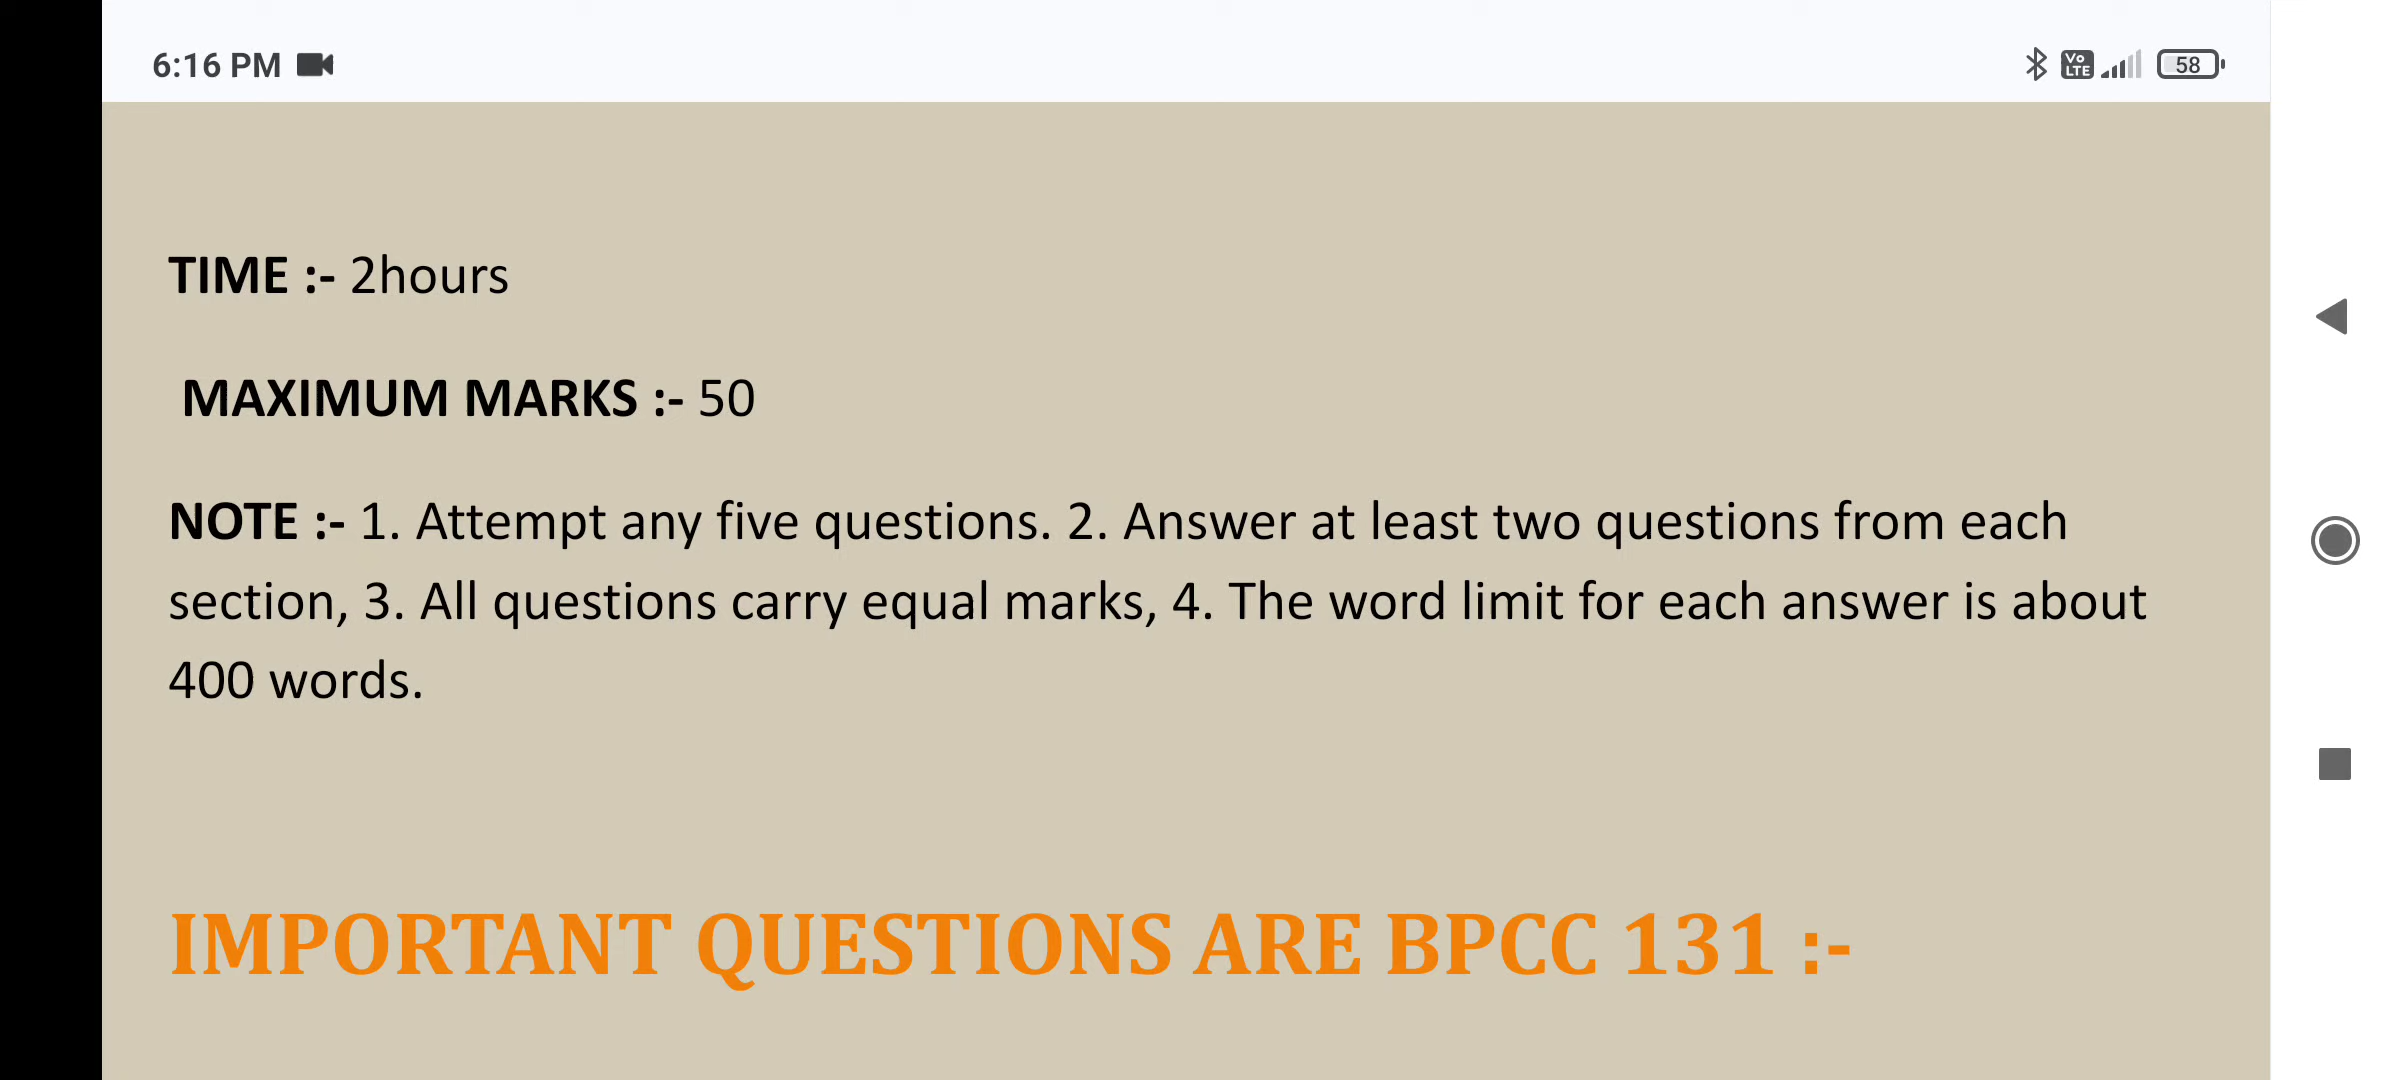 6:16 PM
Vo LTE 58
TIME :- 2hours
MAXIMUM MARKS :- 50
NOTE :- 1. Attempt any five questions. 2. Answer at least two questions from each
section, 3. All questions carry equal marks, 4. The word limit for each answer is about
400 words.
IMPORTANT QUESTIONS ARE BPCC 131 :-